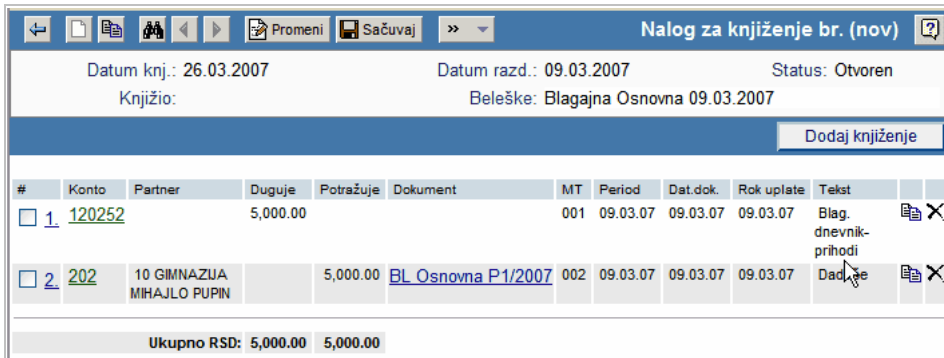 Promeni Sačuvaj » Nalog za knjiženje br. (nov)
Datum knj.: 26.03.2007 Datum razd.: 09.03.2007 Status: Otvoren
Knjižio: Beleške: Blagajna Osnovna 09.03.2007
Dodaj knjiženje
# Konto Partner Duguje Potražuje Dokument MT Period Dat.dok. Rok uplate Tekst
1. 120252 5,000.00 001 09.03.07 09.03.07 09.03.07 Blag.
dnevnik-
prihodi
2. 202 10 GIMNAZIJA 5,000.00 BL Osnovna P1/2007 002 09.03.07 09.03.07 09.03.07
MIHAJLO PUPIN
Ukupno RSD: 5,000.00 5,000.00